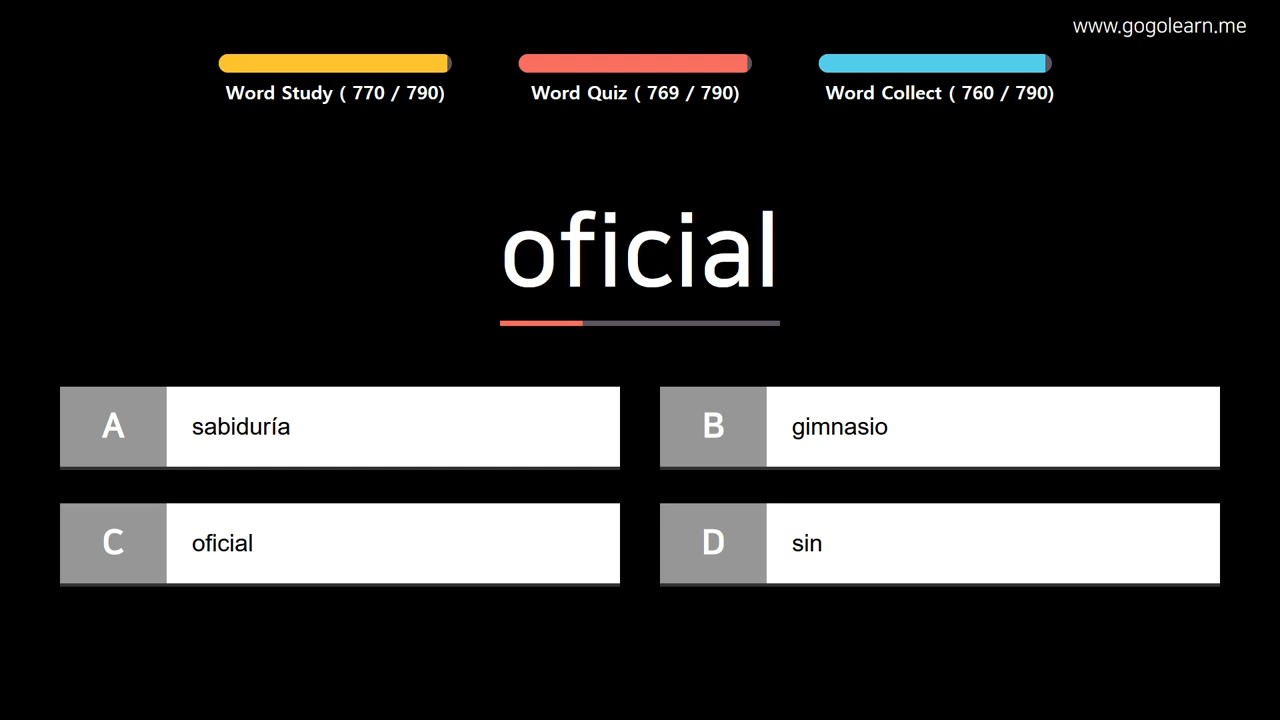 www.gogolearn.me
Word Study ( 770 / 790)
Word Quiz ( 769 / 790)
Word Collect ( 760 / 790)
oficial
A
sabiduría
B
gimnasio
C
oficial
D
sin